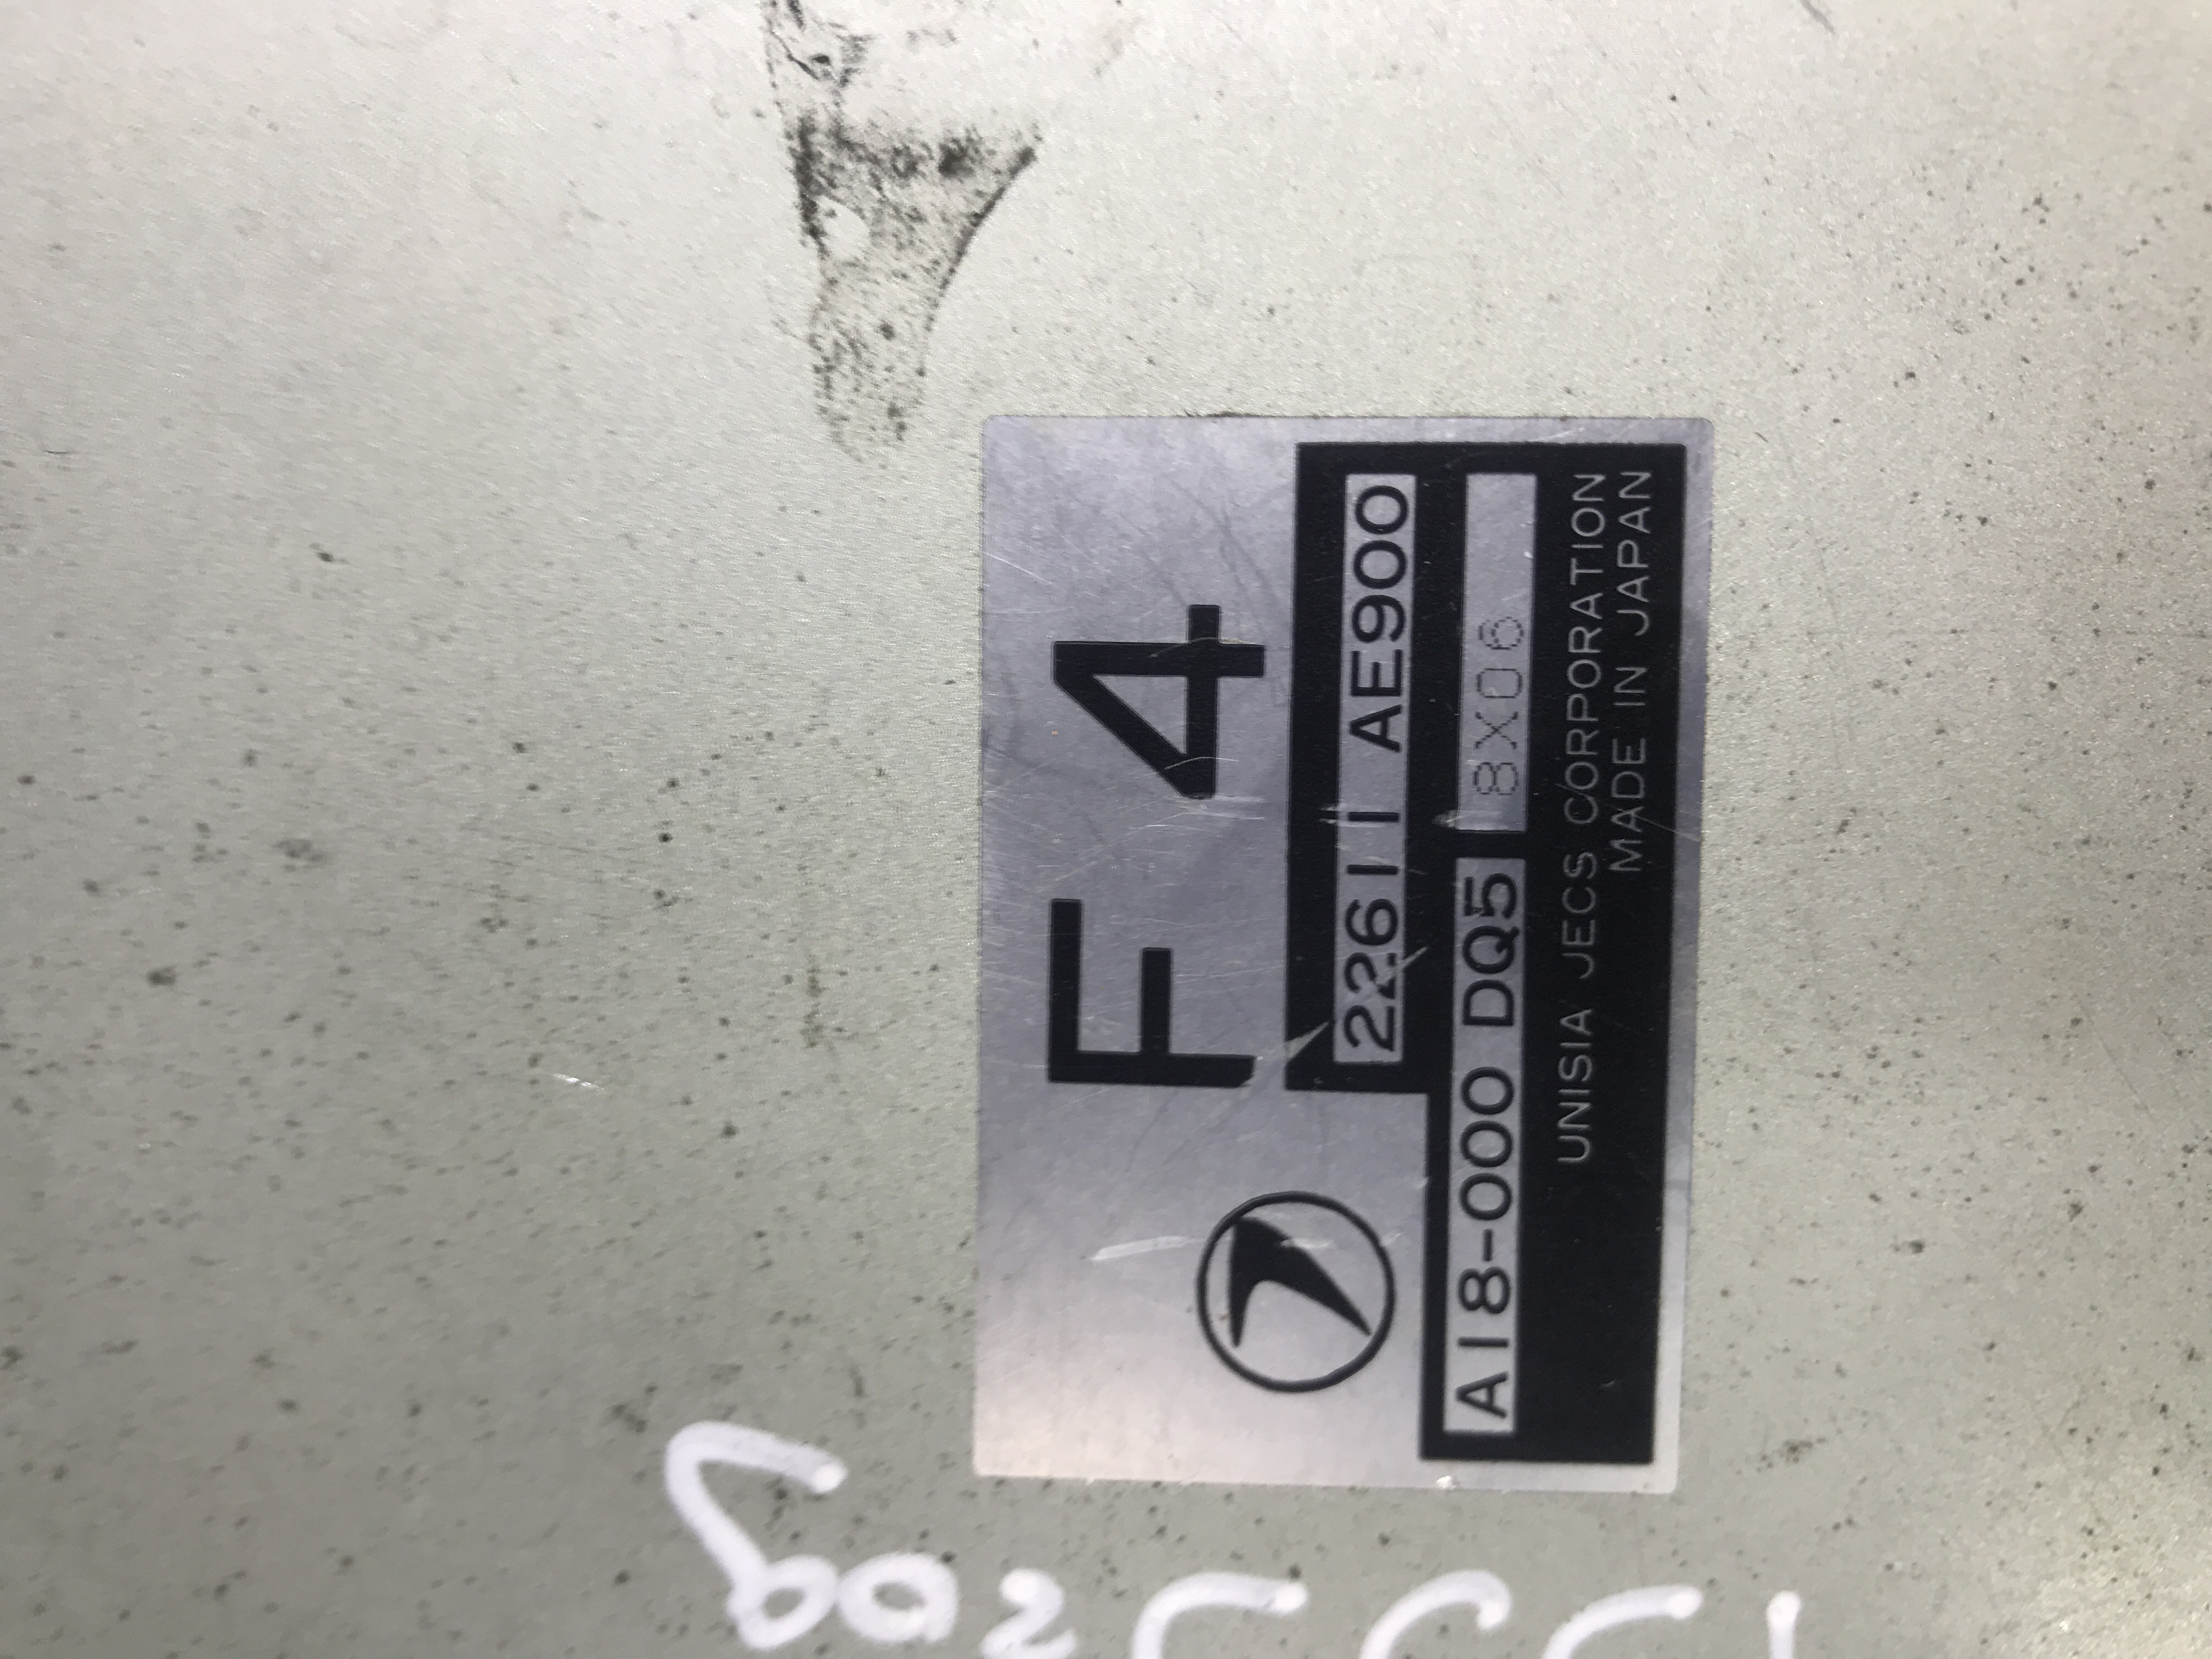 F4
22611 AE900
A18-000 DQ5 8X06
UNISIA JECS CORPORATION
MADE IN JAPAN